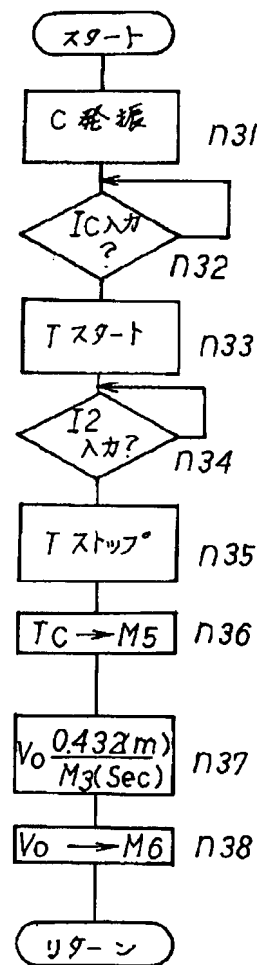 スタート
C 発振
n31
IC入力
?
n32
T スタート
n33
I2
入力?
n34
T ストップ
n35
TC→M5
n36
Vo 0.432(m)
M3(Sec)
n37
Vo →M6
n38
リターン